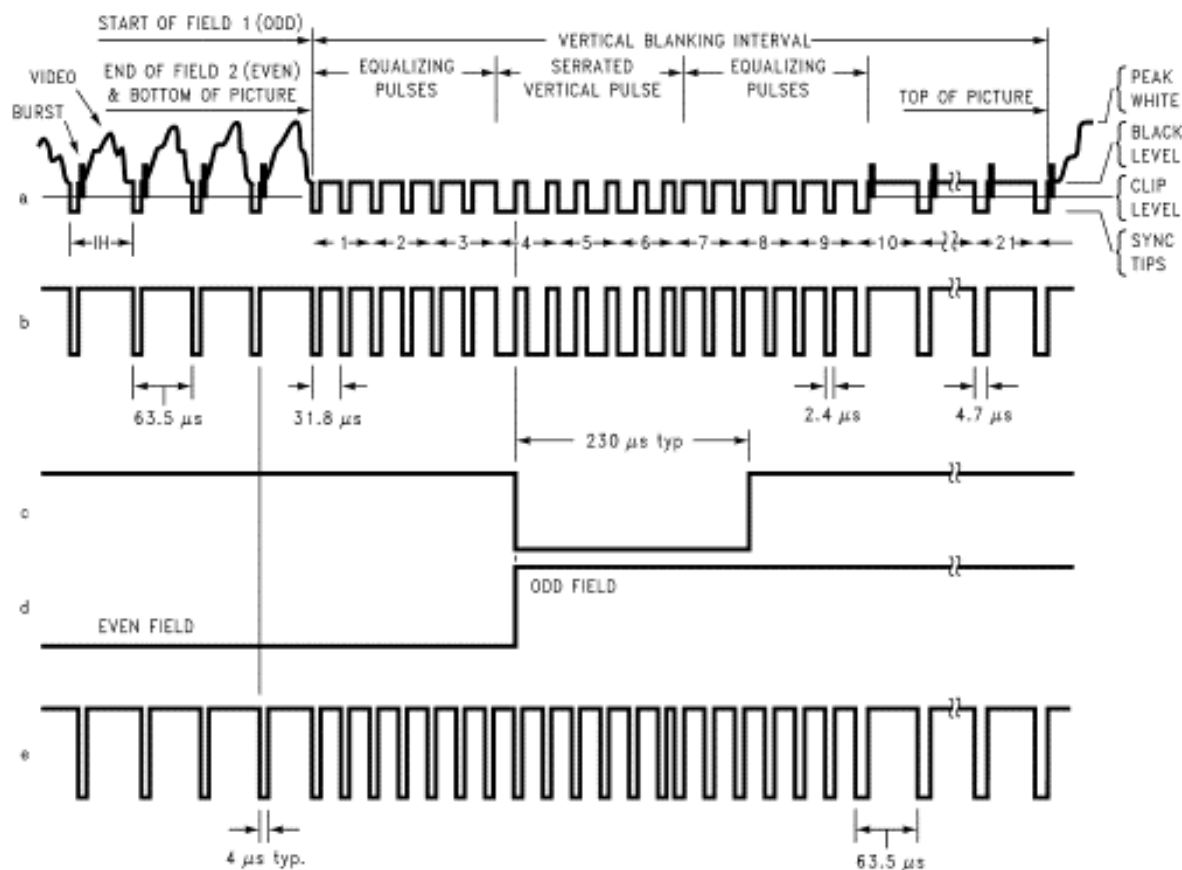 START OF FIELD 1 (ODD)
VERTICAL BLANKING INTERVAL
VIDEO
END OF FIELD 2 (EVEN)
& BOTTOM OF PICTURE
EQUALIZING
PULSES
SERRATED
VERTICAL PULSE
EQUALIZING
PULSES
TOP OF PICTURE
PEAK
WHITE
BURST
BLACK
LEVEL
CLIP
LEVEL
SYNC
TIPS
a
IH
1 2 3 4 5 6 7 8 9 10 21
b
63.5 μs
31.8 μs
2.4 μs
4.7 μs
230 μs typ
c
ODD FIELD
d
EVEN FIELD
e
4 μs typ.
63.5 μs